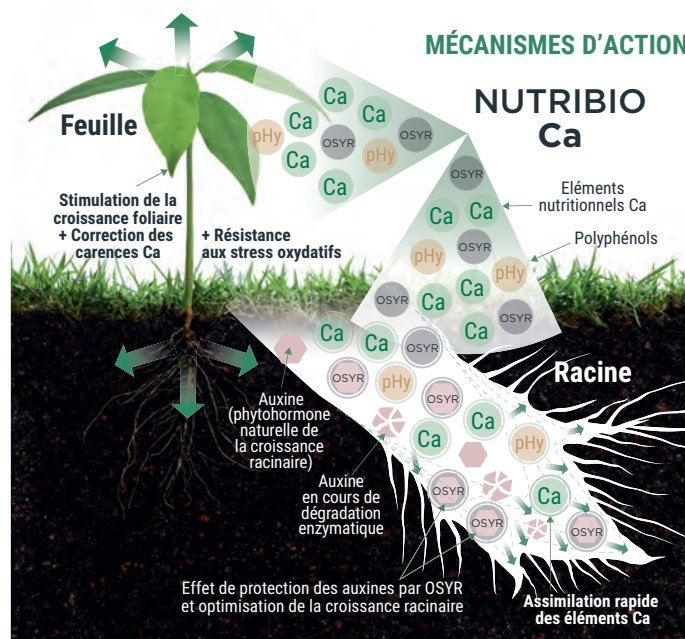 MÉCANISMES D'ACTION
NUTRIBIO
Ca
Feuille
Ca
Ca
Ca
Ca
OSYR
pHy
OSYR
pHy
Ca
OSYR
Ca
Ca
Stimulation de la
croissance foliaire
+ Correction des
carences Ca
+ Résistance
aux stress oxydatifs
OSYR
Ca
Ca
OSYR
pHy
pHy
Ca
Ca
OSYR
Ca
OSYR
Ca
Eléments
nutritionnels Ca
Polyphénols
Racine
Ca
Ca
OSYR
OSYR
pHy
OSYR
Ca
Ca
pHy
OSYR
Ca
OSYR
OSYR
Auxine
(phytohormone
naturelle de
la croissance
racinaire)
Auxine
en cours de
dégradation
enzymatique
Effet de protection des auxines par OSYR
et optimisation de la croissance racinaire
Assimilation rapide
des éléments Ca